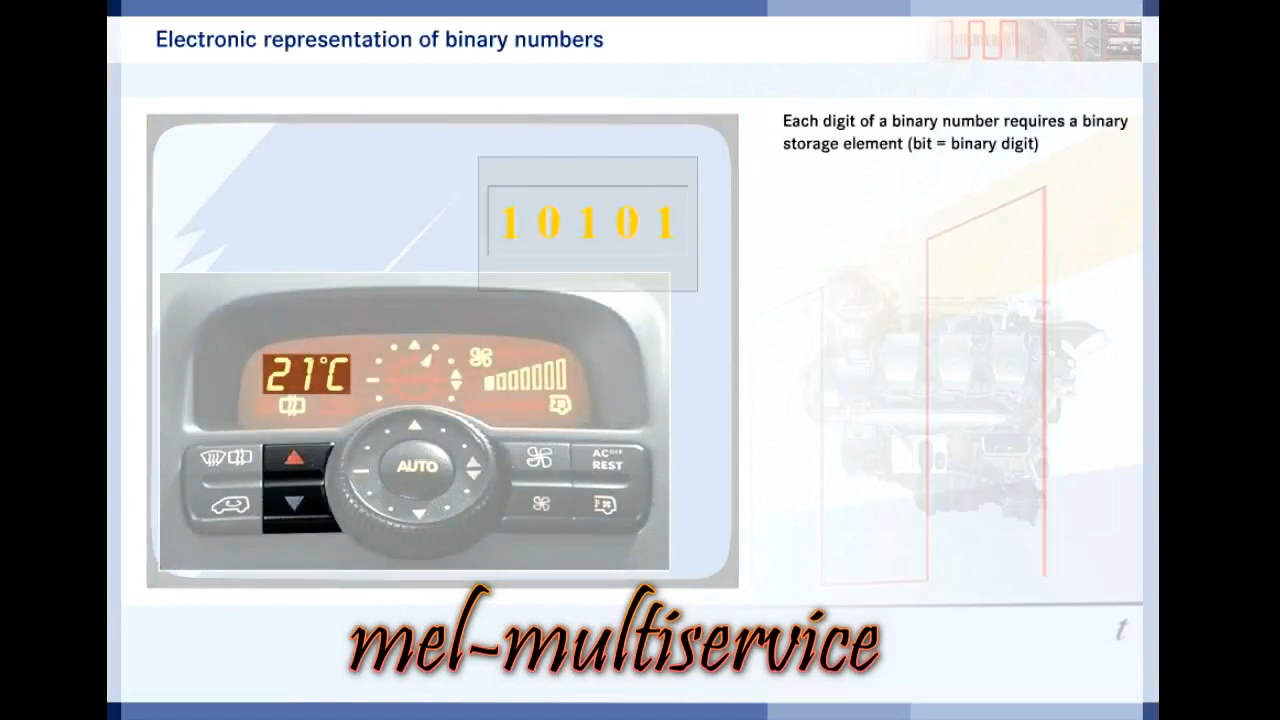 Electronic representation of binary numbers
Each digit of a binary number requires a binary
storage element (bit = binary digit)
1 0 1 0 1
21°C
AUTO
AC OFF
REST
mel-multiservice
t